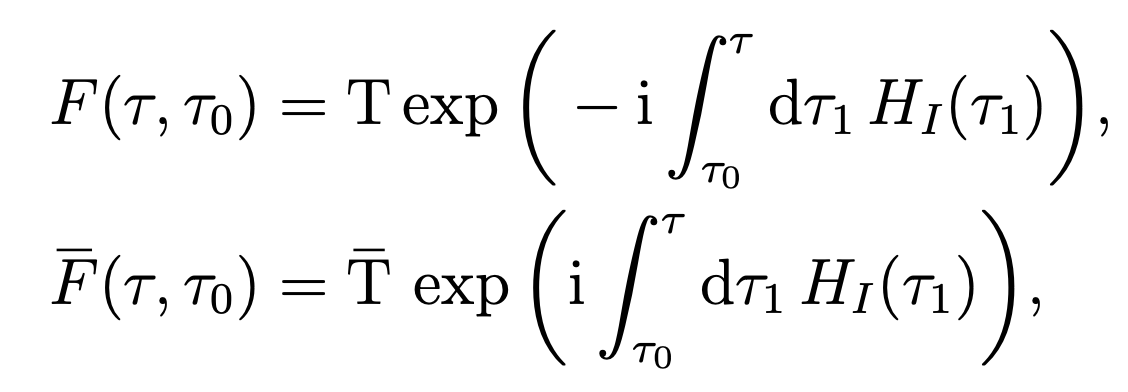 F(τ, τ₀) = T exp ( − i ∫_{τ₀}^{τ} dτ₁ H_I(τ₁) ),
F̅(τ, τ₀) = T̅ exp ( i ∫_{τ₀}^{τ} dτ₁ H_I(τ₁) ),